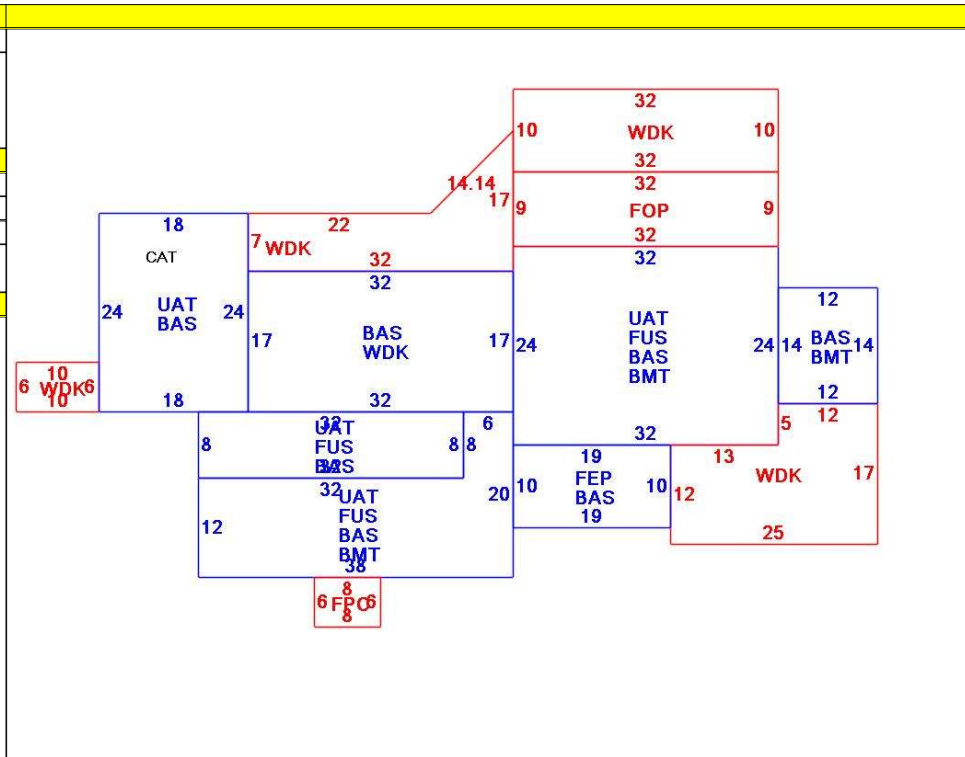 32
10 WDK 10
32
14.14
32
17 9 FOP 9
18 22
7 WDK
32 32
CAT 32 32
24 UAT 24
BAS
17 BAS 17
WDK
24 UAT 24
FUS
BAS
BMT
12
14 BAS 14
BMT
12
10
6 WDK 6
10
18 32
32 6
8 UAT 8 8
FUS
BAS
32
32
5 12
19 13 WDK 17
10 FEP 10 12
BAS
19
25
12 UAT 20
FUS
BAS
BMT
38
8
6 FPO 6
8